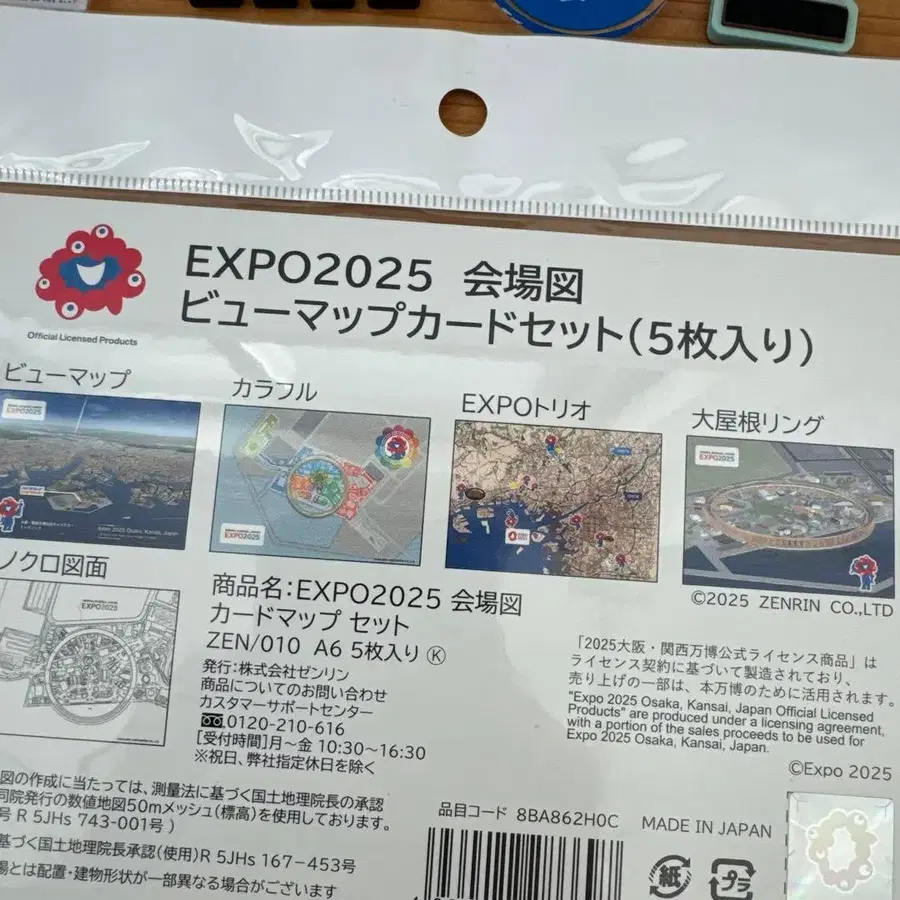 Official Licensed Products
EXPO2025 会場図
ビューマップカードセット(5枚入り)
ビューマップ
カラフル
EXPOトリオ
大屋根リング
EXPO2025
EXPO2025
EXPO2025
ノクロ図面
EXPO2025
©2025 ZENRIN CO.,LTD
商品名:EXPO2025 会場図
カードマップ セット
ZEN/010 A6 5枚入り Ⓚ
発行:株式会社ゼンリン
商品についてのお問い合わせ
カスタマーサポートセンター
0120-210-616
[受付時間]月~金 10:30~16:30
※祝日、弊社指定休日を除く
「2025大阪・関西万博公式ライセンス商品」は
ライセンス契約に基づいて製造されており、
売り上げの一部は、本万博のために活用されます。
"Expo 2025 Osaka, Kansai, Japan Official Licensed
Products" are produced under a licensing agreement,
with a portion of the sales proceeds to be used for
Expo 2025 Osaka, Kansai, Japan.
©Expo 2025
図の作成に当たっては、測量法に基づく国土地理院長の承認
同院発行の数値地図50mメッシュ(標高)を使用しております。
号 R 5JHs 743-001号 )
基づく国土地理院長承認(使用)R 5JHs 167-453号
場とは配置・建物形状が一部異なる場合がございます
品目コード 8BA862H0C
MADE IN JAPAN
紙
プラ